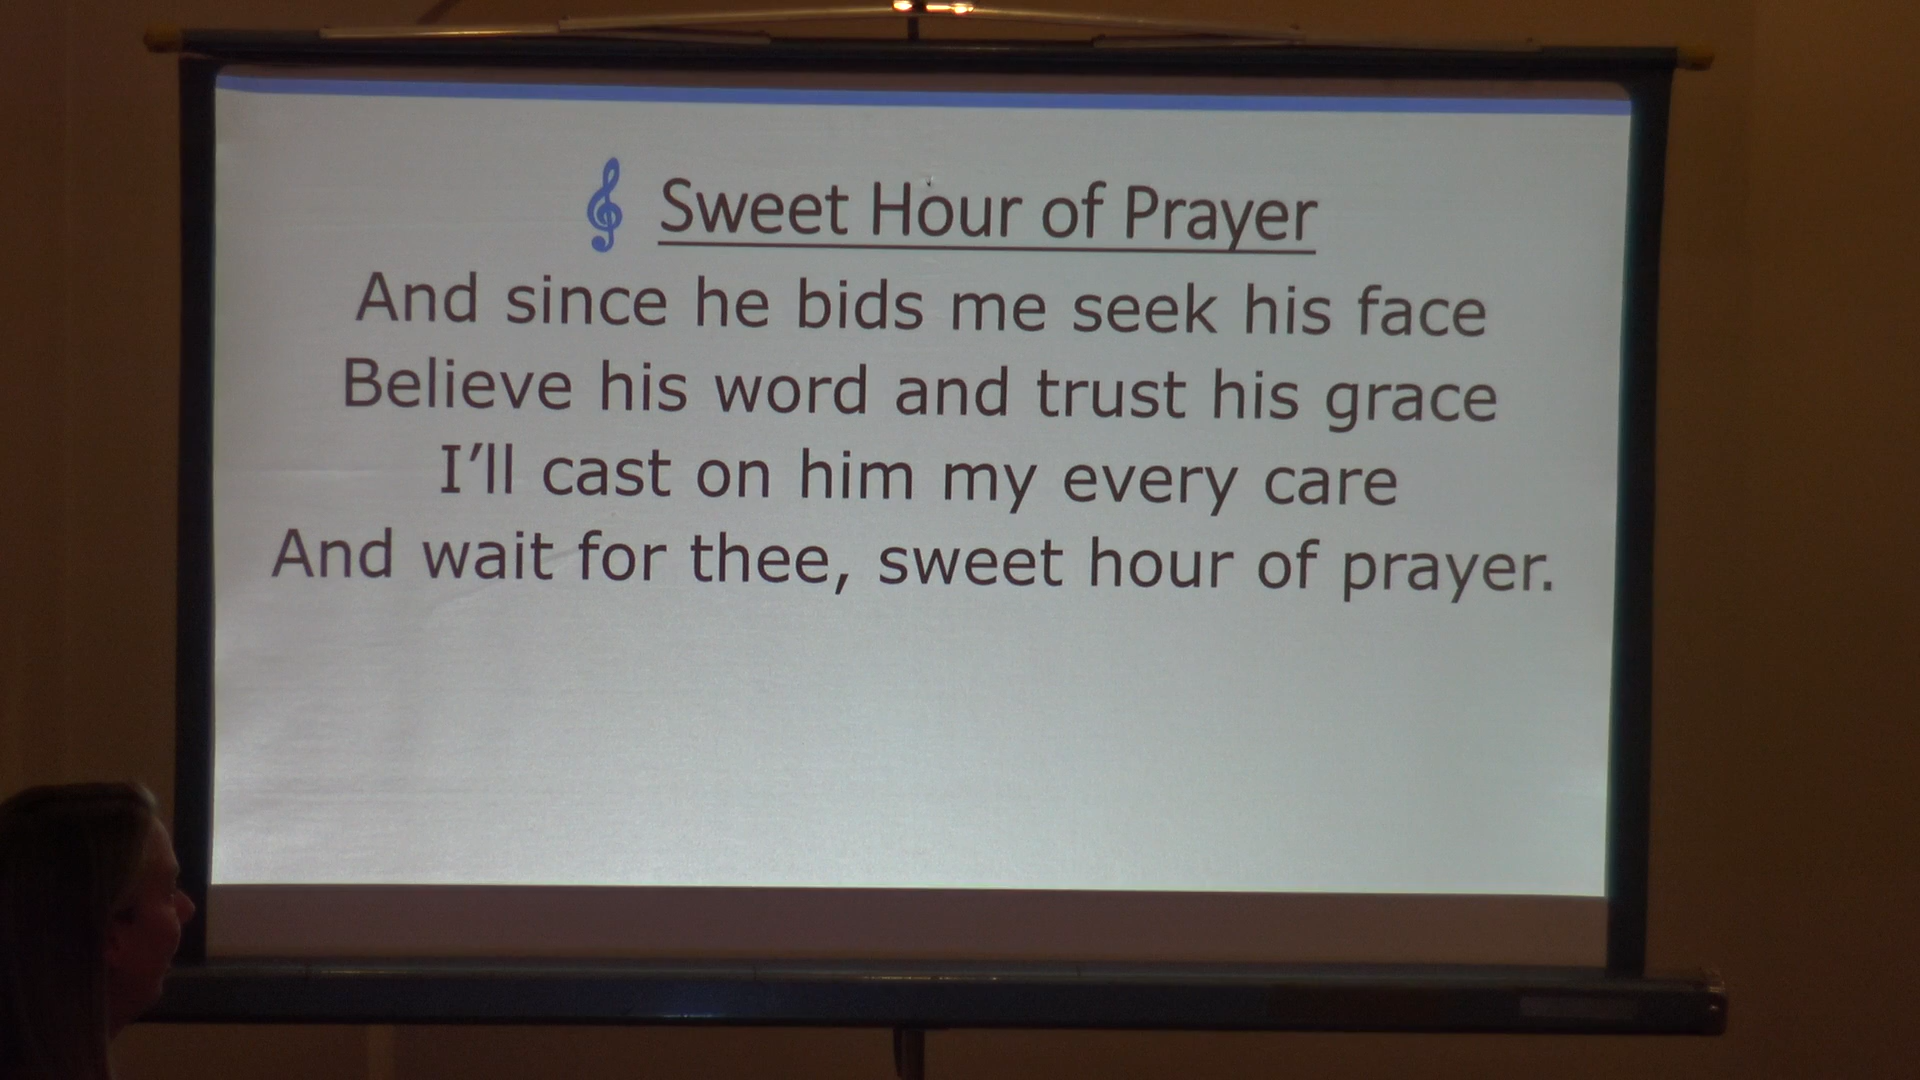 Sweet Hour of Prayer
And since he bids me seek his face
Believe his word and trust his grace
I’ll cast on him my every care
And wait for thee, sweet hour of prayer.